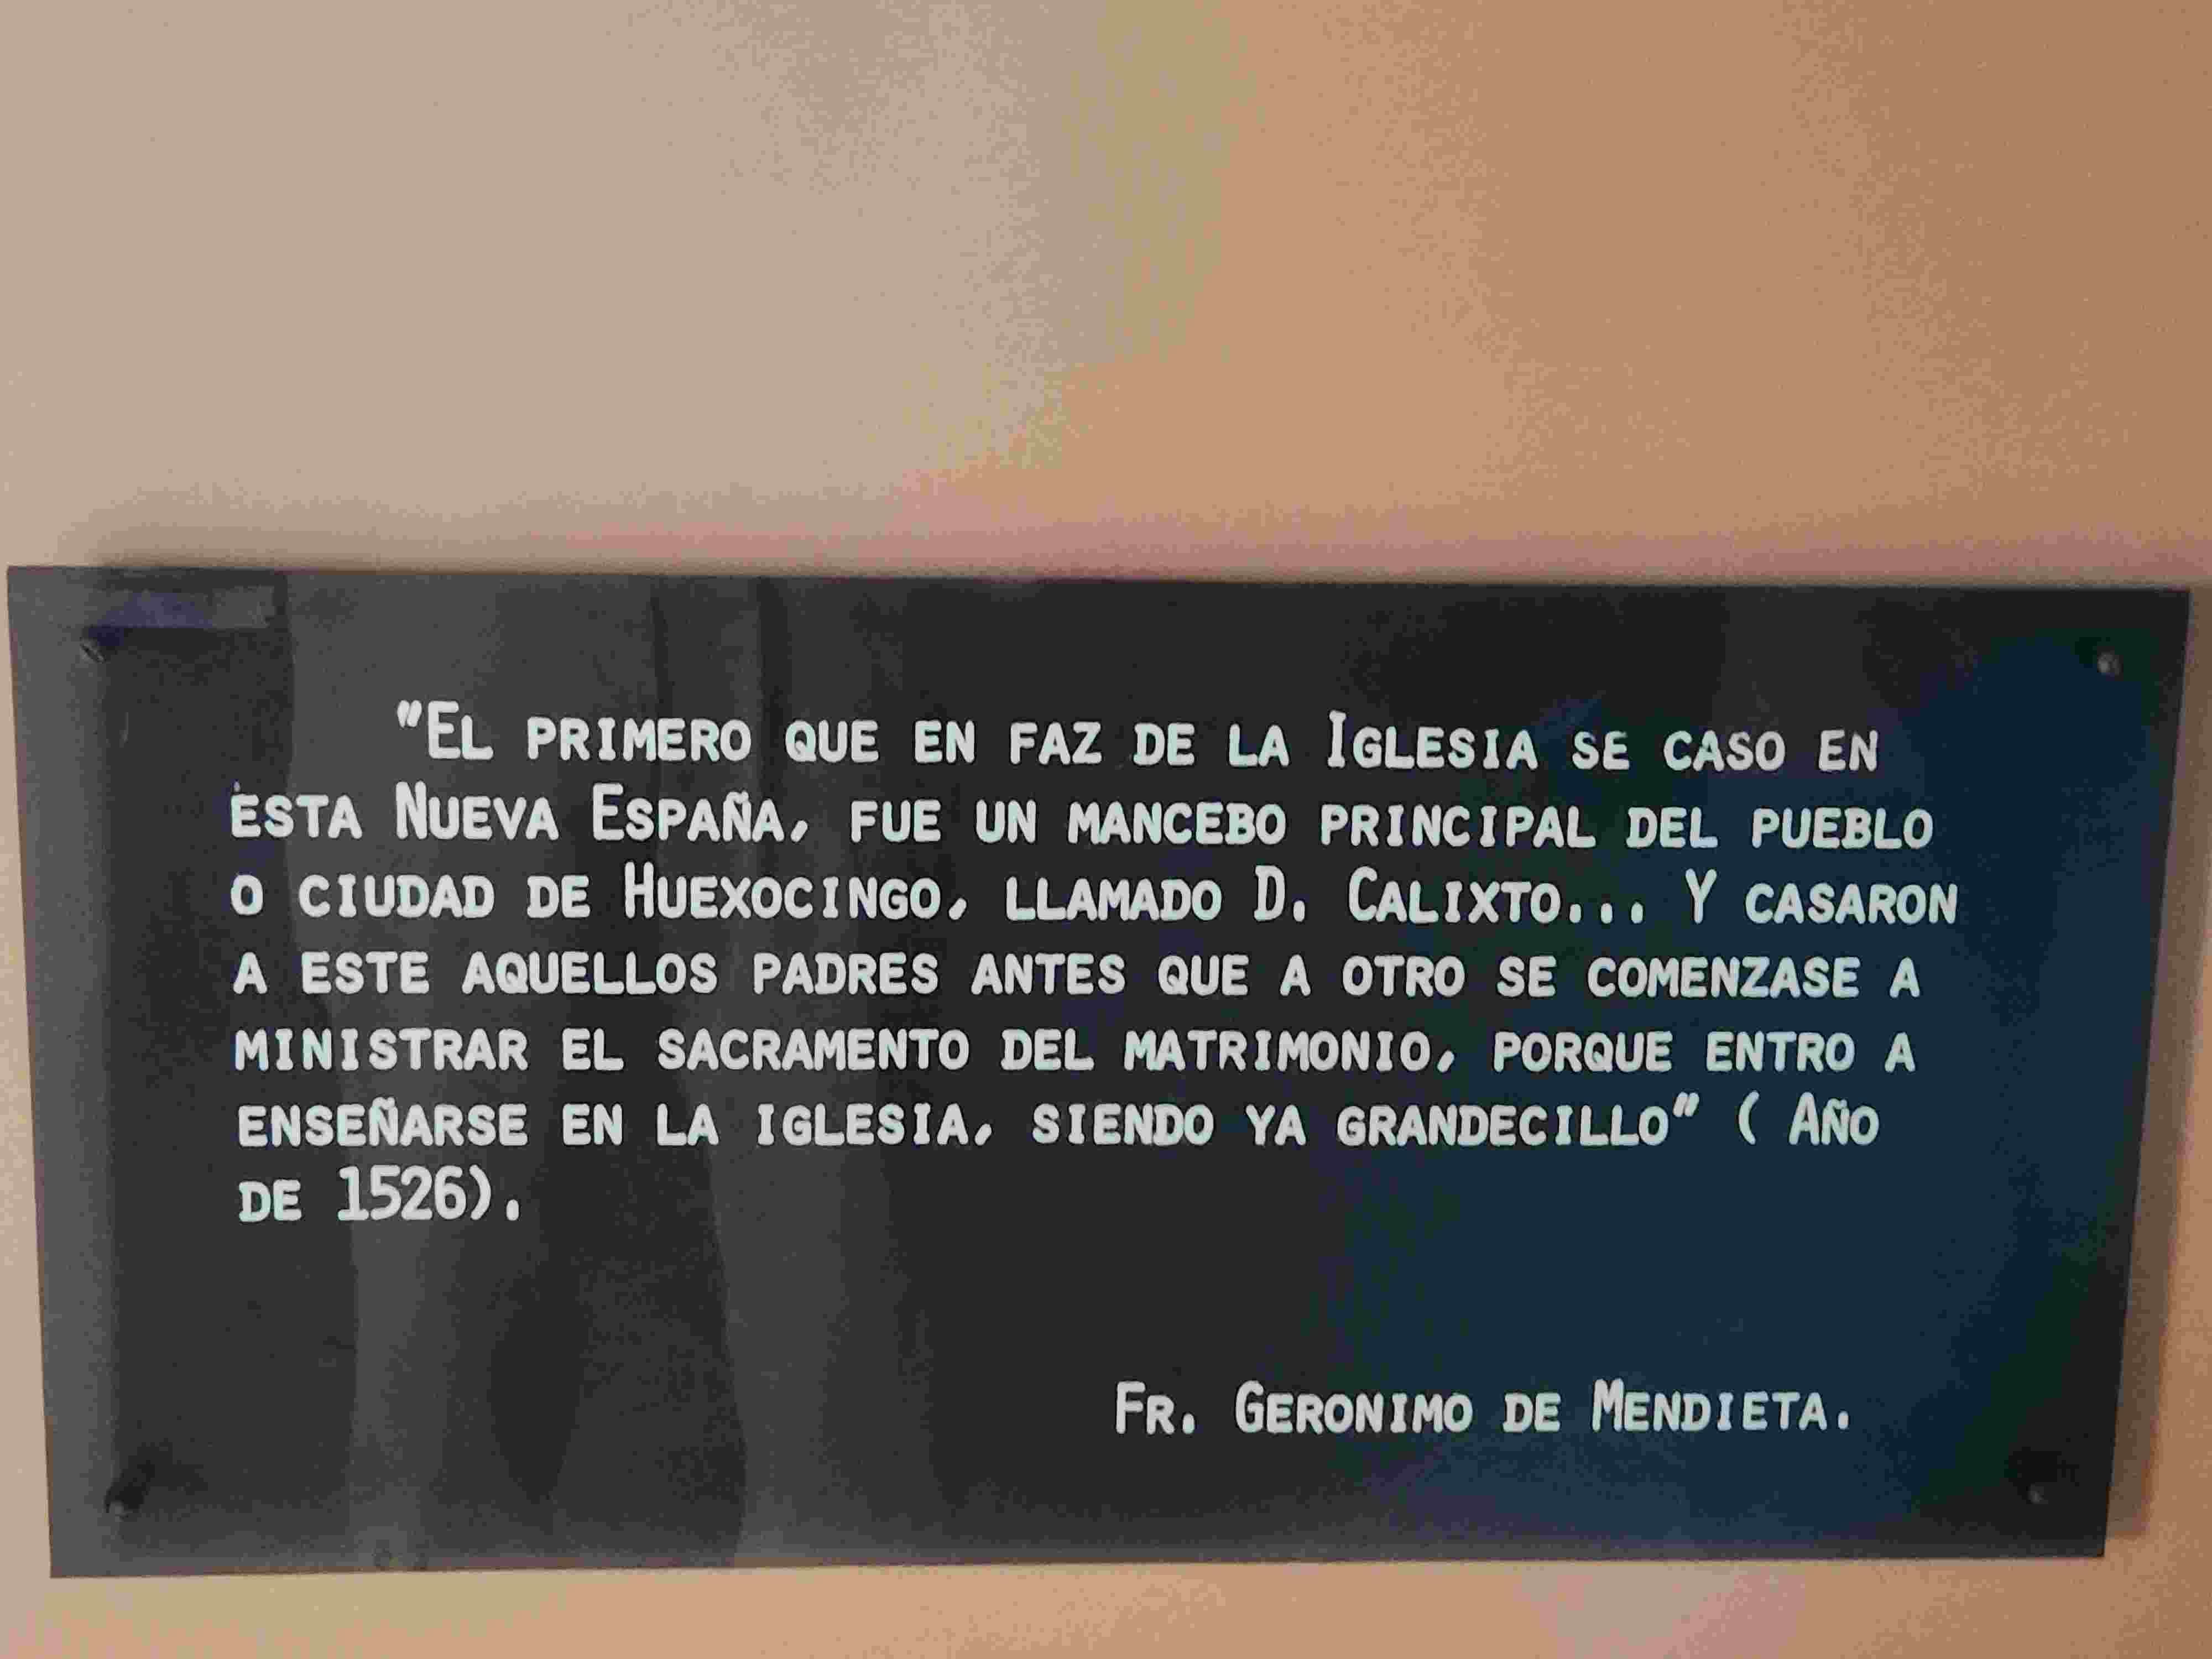 "El primero que en faz de la Iglesia se caso en
esta Nueva España, fue un mancebo principal del pueblo
o ciudad de Huexocingo, llamado D. Calixto... Y casaron
a este aquellos padres antes que a otro se comenzase a
ministrar el sacramento del matrimonio, porque entro a
enseñarse en la iglesia, siendo ya grandecillo" ( Año
de 1526).
Fr. Geronimo de Mendieta.